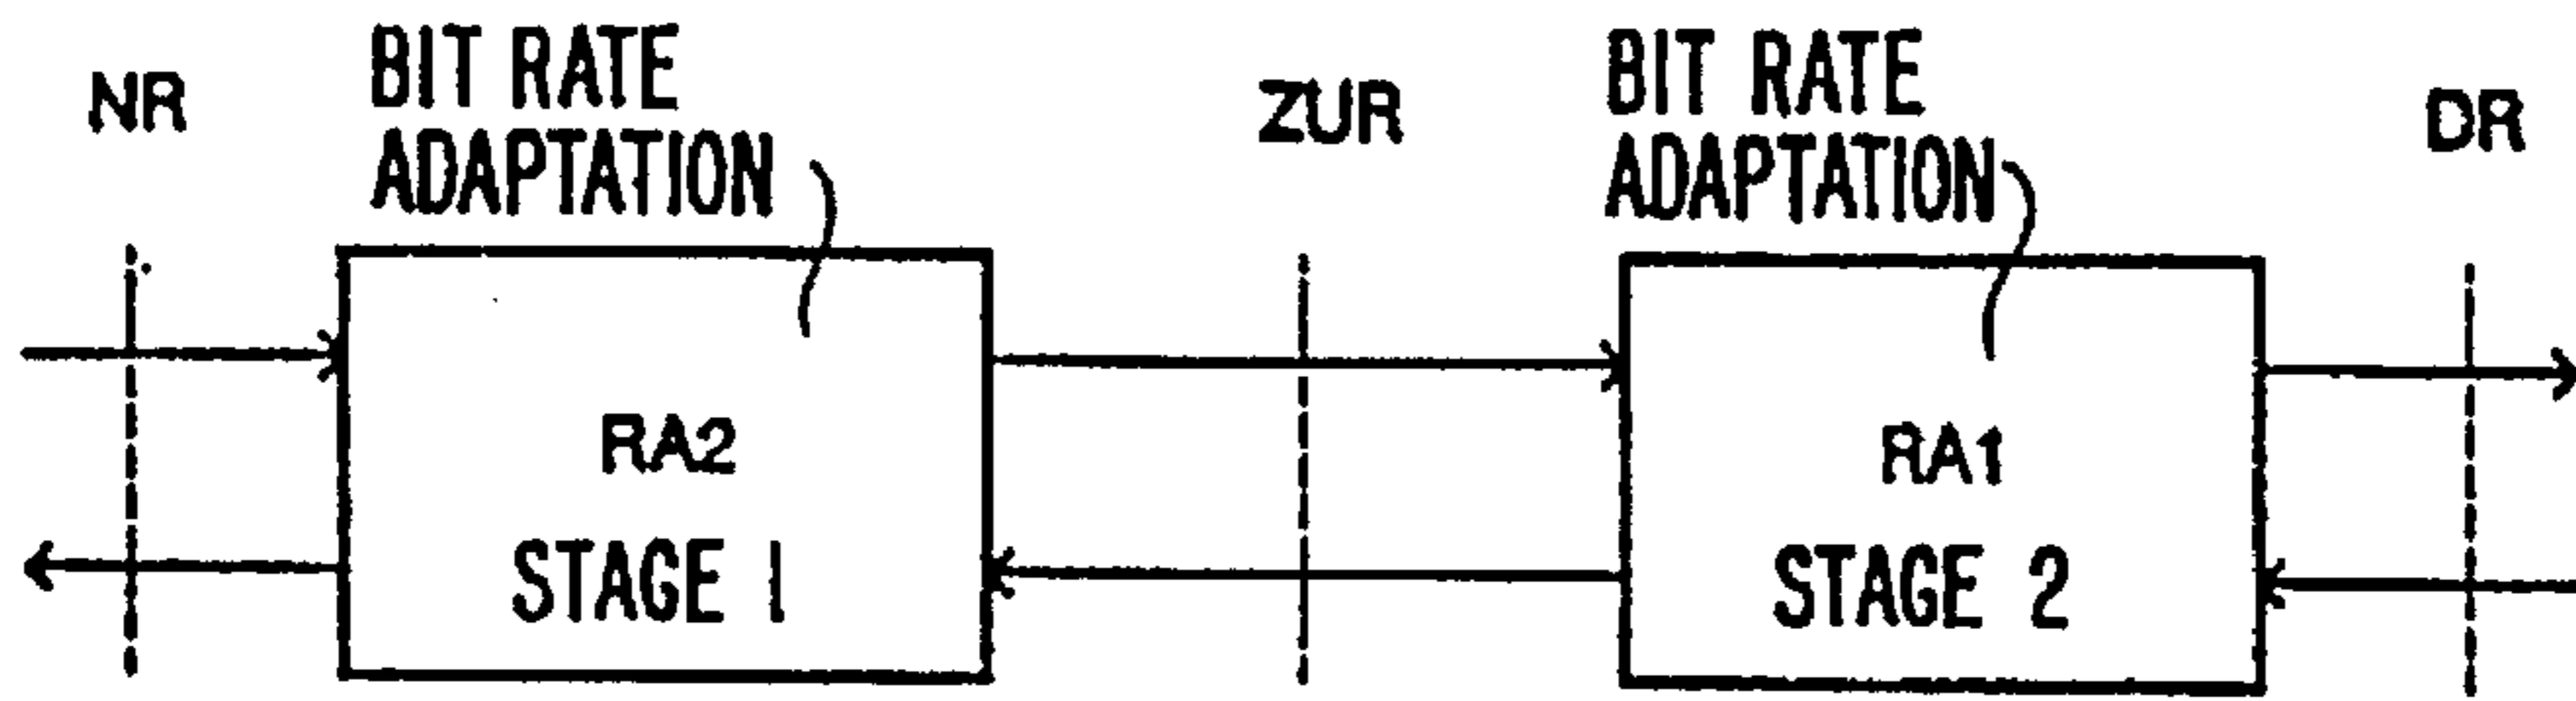 NR
BIT RATE
ADAPTATION
ZUR
BIT RATE
ADAPTATION
DR
RA2
STAGE 1
RA1
STAGE 2